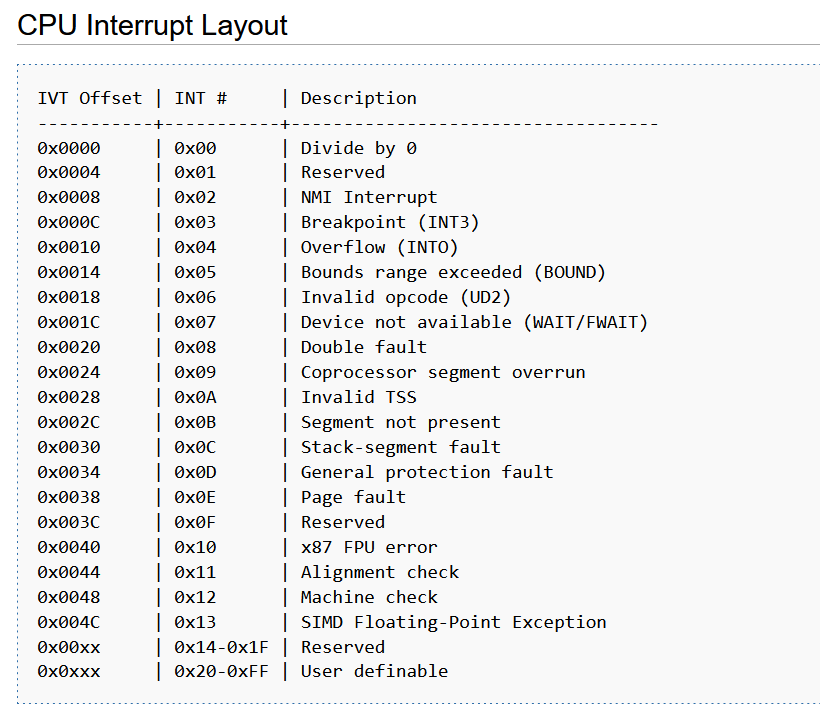 CPU Interrupt Layout
IVT Offset | INT #     | Description
-----------+-----------+-----------------------------------
0x0000     | 0x00      | Divide by 0
0x0004     | 0x01      | Reserved
0x0008     | 0x02      | NMI Interrupt
0x000C     | 0x03      | Breakpoint (INT3)
0x0010     | 0x04      | Overflow (INTO)
0x0014     | 0x05      | Bounds range exceeded (BOUND)
0x0018     | 0x06      | Invalid opcode (UD2)
0x001C     | 0x07      | Device not available (WAIT/FWAIT)
0x0020     | 0x08      | Double fault
0x0024     | 0x09      | Coprocessor segment overrun
0x0028     | 0x0A      | Invalid TSS
0x002C     | 0x0B      | Segment not present
0x0030     | 0x0C      | Stack-segment fault
0x0034     | 0x0D      | General protection fault
0x0038     | 0x0E      | Page fault
0x003C     | 0x0F      | Reserved
0x0040     | 0x10      | x87 FPU error
0x0044     | 0x11      | Alignment check
0x0048     | 0x12      | Machine check
0x004C     | 0x13      | SIMD Floating-Point Exception
0x00xx     | 0x14-0x1F | Reserved
0x0xxx     | 0x20-0xFF | User definable